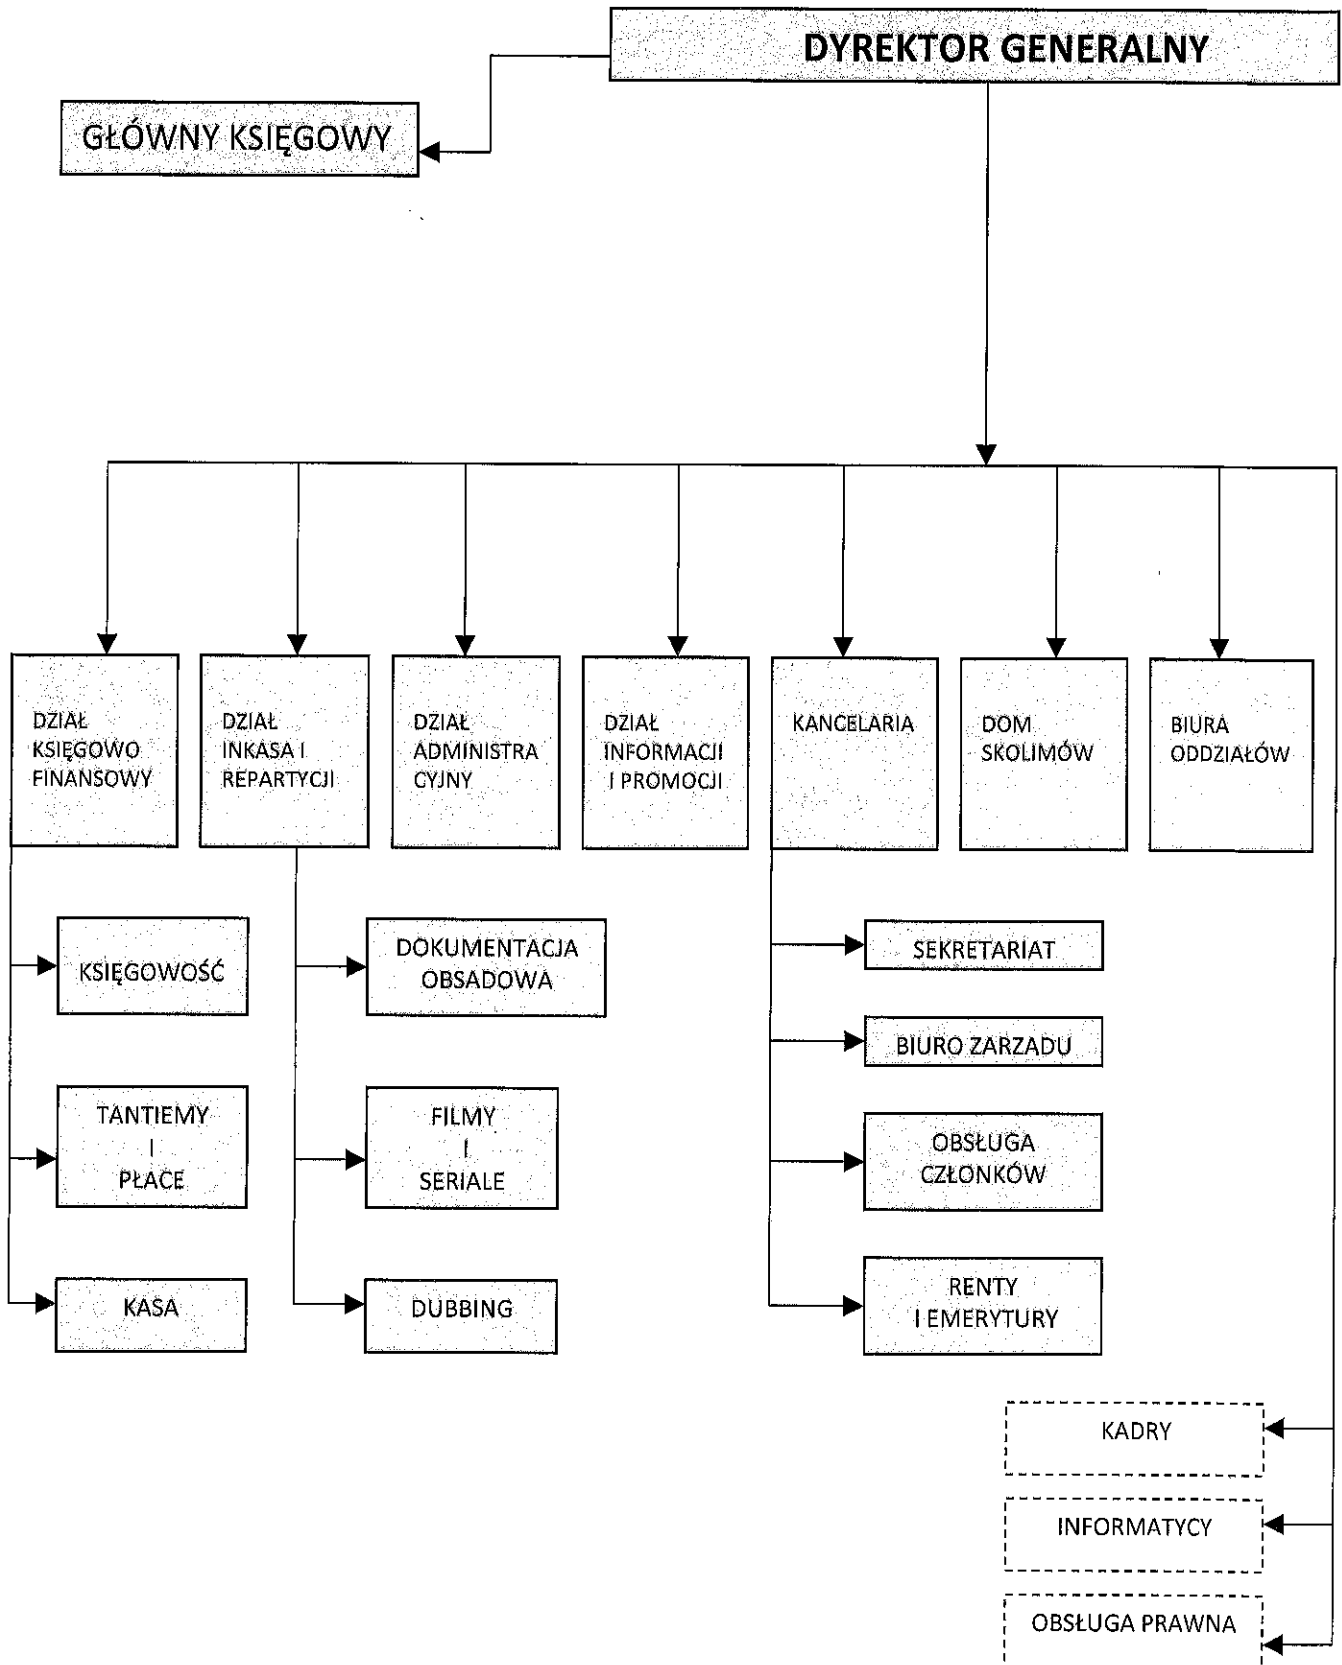 DYREKTOR GENERALNY
GŁÓWNY KSIĘGOWY
DZIAŁ
KSIĘGOWO
FINANSOWY
DZIAŁ
INKASA I
REPARTYCJI
DZIAŁ
ADMINISTRA
CYJNY
DZIAŁ
INFORMACJI
I PROMOCJI
KANCELARIA
DOM
SKOLIMÓW
BIURA
ODDZIAŁÓW
KSIĘGOWOŚĆ
TANTIEMY
I
PŁACE
KASA
DOKUMENTACJA
OBSADOWA
FILMY
I
SERIALE
DUBBING
SEKRETARIAT
BIURO ZARZĄDU
OBSŁUGA
CZŁONKÓW
RENTY
I EMERYTURY
KADRY
INFORMATYCY
OBSŁUGA PRAWNA